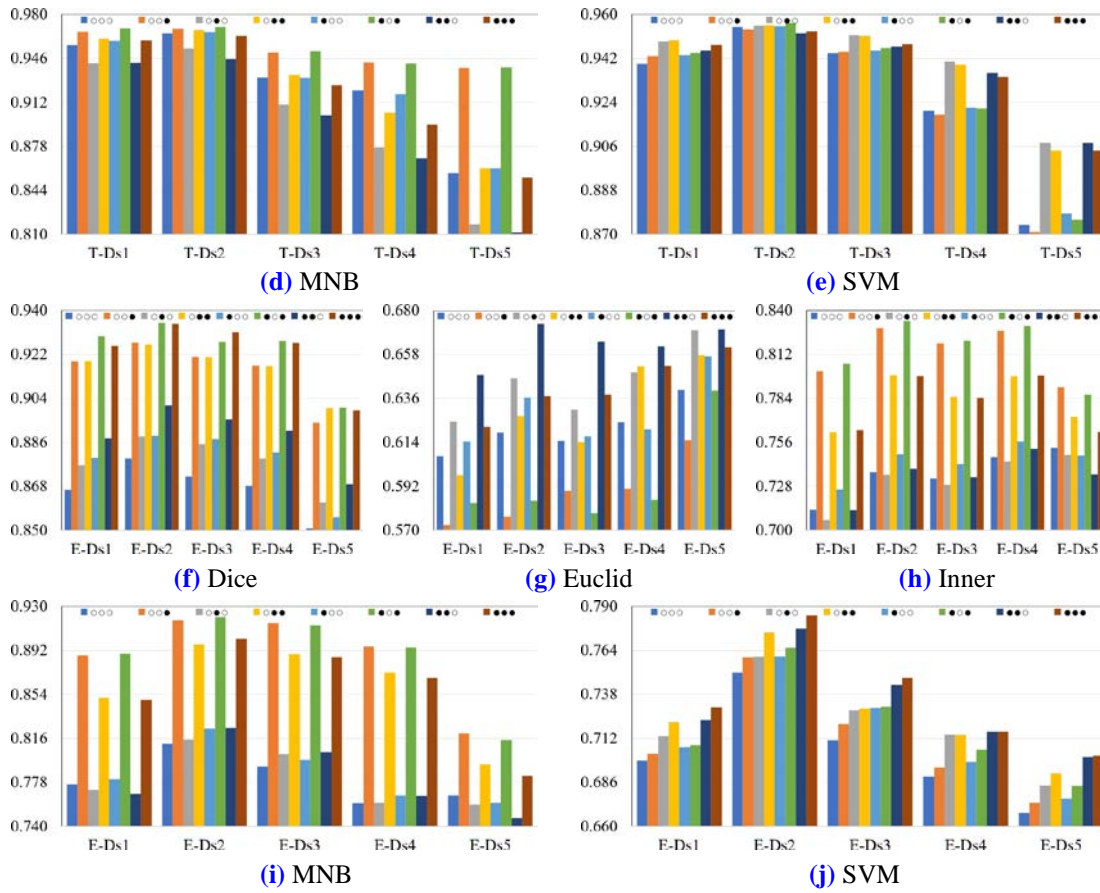 0.980 ○○○ ○○● ○●○ ○●● ●○○ ●○● ●●○ ●●●
0.946
0.912
0.878
0.844
0.810
T-Ds1 T-Ds2 T-Ds3 T-Ds4 T-Ds5
(d) MNB
0.960 ○○○ ○○● ○●○ ○●● ●○○ ●○● ●●○ ●●●
0.942
0.924
0.906
0.888
0.870
T-Ds1 T-Ds2 T-Ds3 T-Ds4 T-Ds5
(e) SVM
0.940 ○○○ ○○● ○●○ ○●● ●○○ ●○● ●●○ ●●●
0.922
0.904
0.886
0.868
0.850
E-Ds1 E-Ds2 E-Ds3 E-Ds4 E-Ds5
(f) Dice
0.680 ○○○ ○○● ○●○ ○●● ●○○ ●○● ●●○ ●●●
0.658
0.636
0.614
0.592
0.570
E-Ds1 E-Ds2 E-Ds3 E-Ds4 E-Ds5
(g) Euclid
0.840 ○○○ ○○● ○●○ ○●● ●○○ ●○● ●●○ ●●
0.812
0.784
0.756
0.728
0.700
E-Ds1 E-Ds2 E-Ds3 E-Ds4 E-Ds5
(h) Inner
0.930 ○○○ ○○● ○●○ ○●● ●○○ ●○● ●●○ ●●●
0.892
0.854
0.816
0.778
0.740
E-Ds1 E-Ds2 E-Ds3 E-Ds4 E-Ds5
(i) MNB
0.790 ○○○ ○○● ○●○ ○●● ●○○ ●○● ●●○ ●●●
0.764
0.738
0.712
0.686
0.660
E-Ds1 E-Ds2 E-Ds3 E-Ds4 E-Ds5
(j) SVM